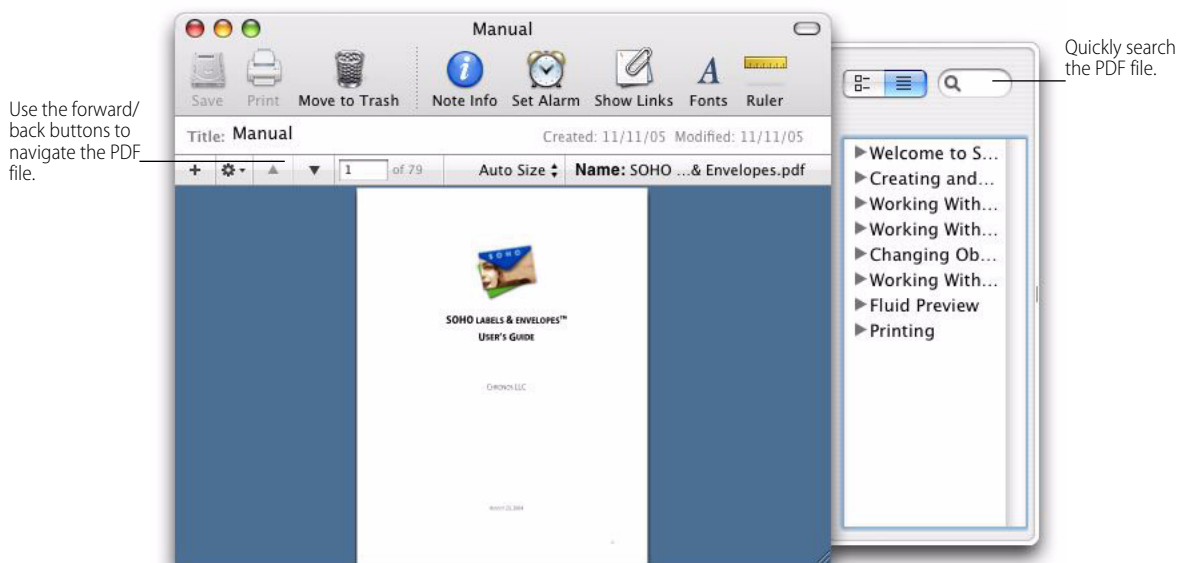 Manual
Save Print Move to Trash Note Info Set Alarm Show Links Fonts Ruler
Title: Manual Created: 11/11/05 Modified: 11/11/05
1 of 79 Auto Size Name: SOHO ...& Envelopes.pdf
Use the forward/
back buttons to
navigate the PDF
file.
SOHO
SOHO LABELS & ENVELOPES™
USER'S GUIDE
CHRONOS LLC
Quickly search
the PDF file.
Welcome to S...
Creating and...
Working With...
Working With...
Changing Ob...
Working With...
Fluid Preview
Printing